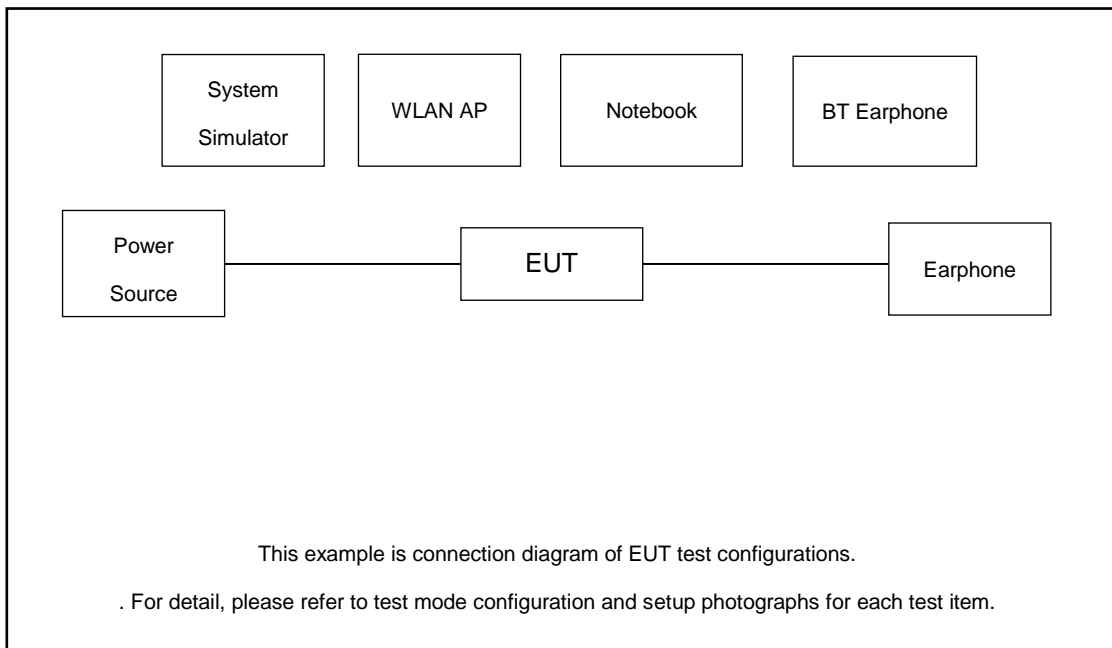 System
Simulator
WLAN AP
Notebook
BT Earphone
Power
Source
EUT
Earphone
This example is connection diagram of EUT test configurations.
. For detail, please refer to test mode configuration and setup photographs for each test item.